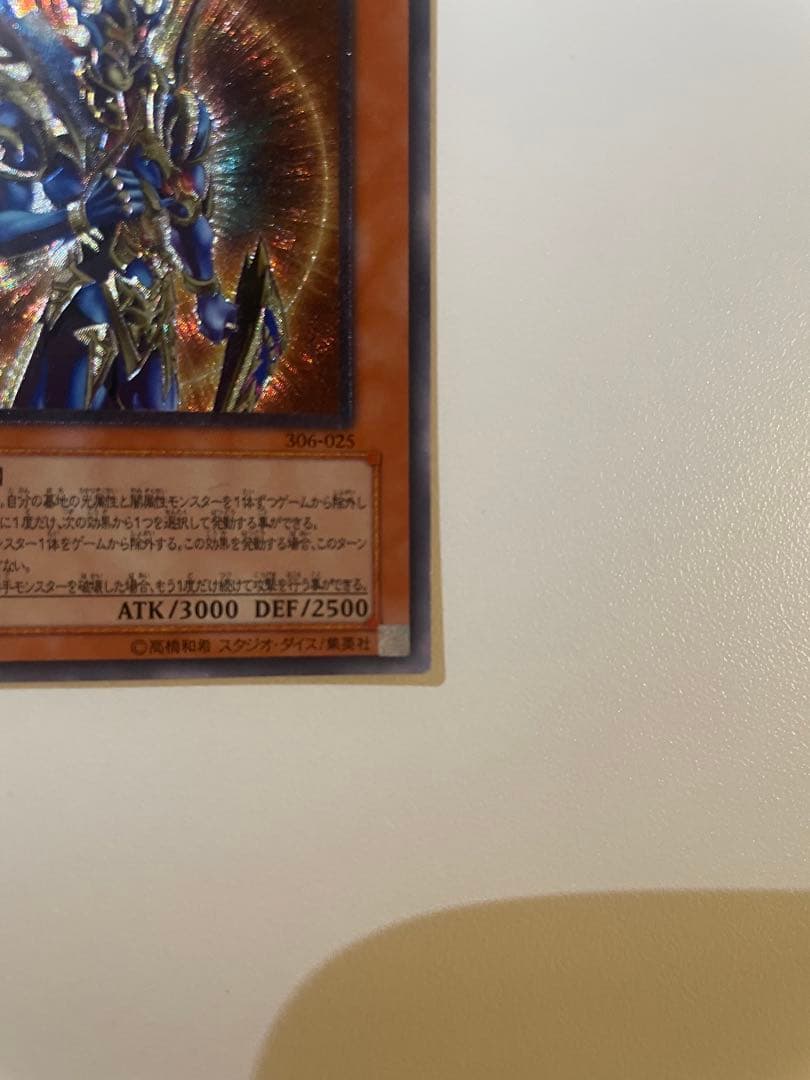 306-025
】
、自分の墓地の光属性と闇属性モンスターを1体ずつゲームから除外し
に1度だけ、次の効果から1つを選択して発動する事ができる。
ンスター1体をゲームから除外する。この効果を発動する場合、このターン
ない。
手モンスターを破壊した場合、もう1度だけ続けて攻撃を行う事ができる。
ATK/3000 DEF/2500
©高橋和希 スタジオ・ダイス/集英社